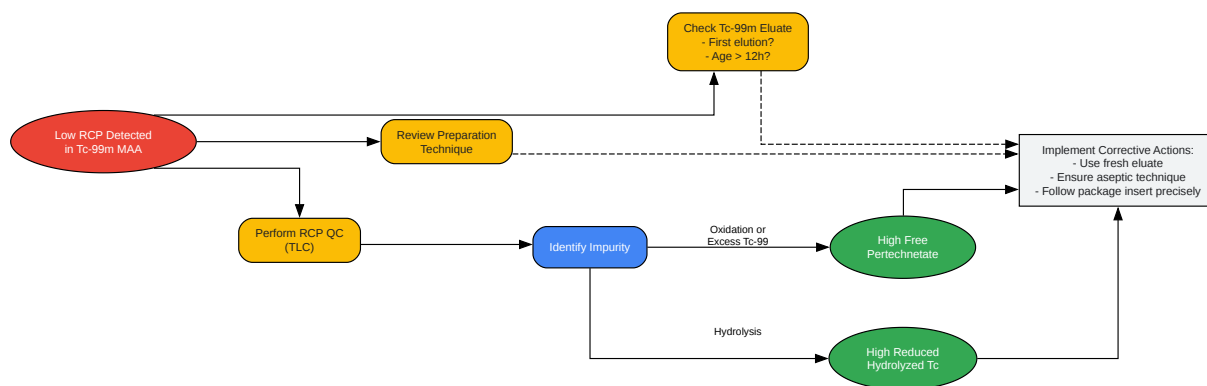 Check Tc-99m Eluate
- First elution?
- Age > 12h?
Low RCP Detected
in Tc-99m MAA
Review Preparation
Technique
Implement Corrective Actions:
- Use fresh eluate
- Ensure aseptic technique
- Follow package insert precisely
Perform RCP QC
(TLC)
Identify Impurity
Oxidation or
Excess Tc-99
High Free
Pertechnetate
Hydrolysis
High Reduced
Hydrolyzed Tc